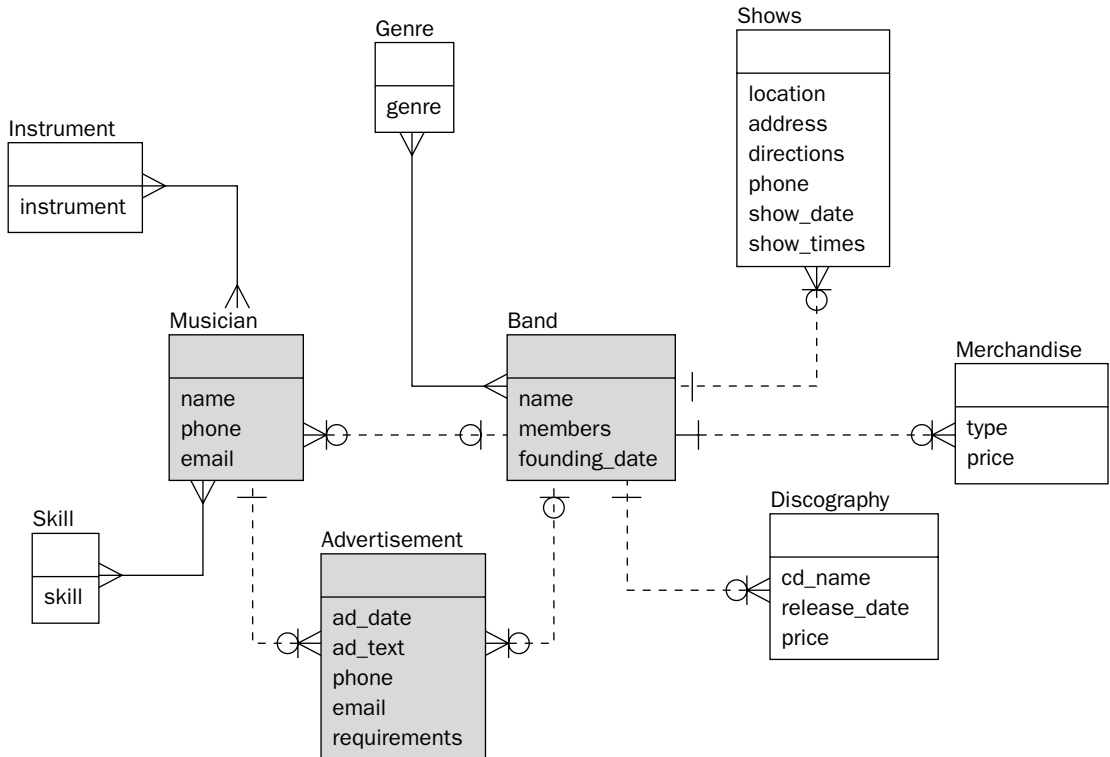 Genre
genre
Shows
location
address
directions
phone
show_date
show_times
Instrument
instrument
Musician
name
phone
email
Band
name
members
founding_date
Merchandise
type
price
Skill
skill
Advertisement
ad_date
ad_text
phone
email
requirements
Discography
cd_name
release_date
price